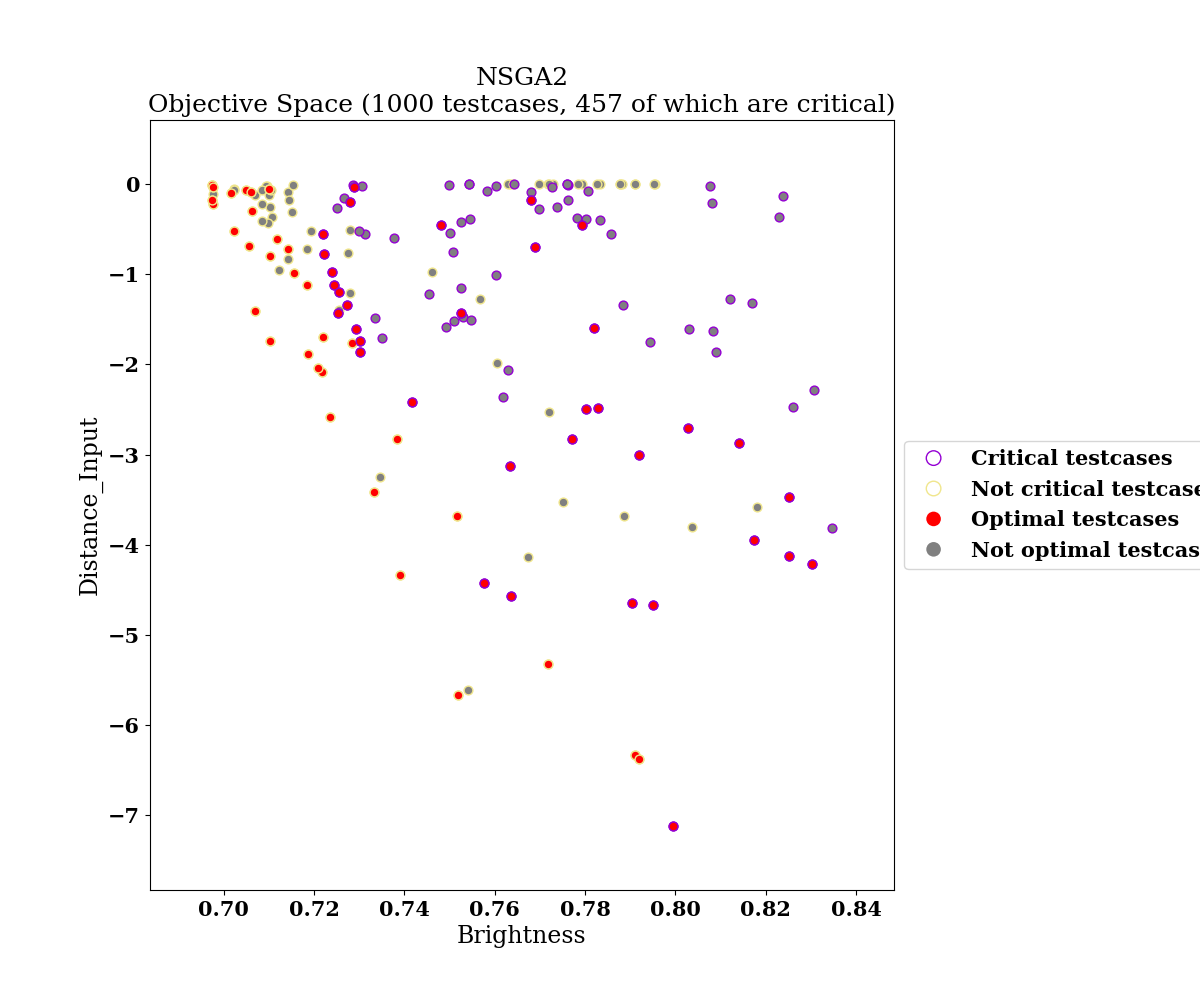 NSGA2
Objective Space (1000 testcases, 457 of which are critical)
0
−1
−2
−3
−4
−5
−6
−7
Distance_Input
0.70 0.72 0.74 0.76 0.78 0.80 0.82 0.84
Brightness
Critical testcases
Not critical testcase
Optimal testcases
Not optimal testcas